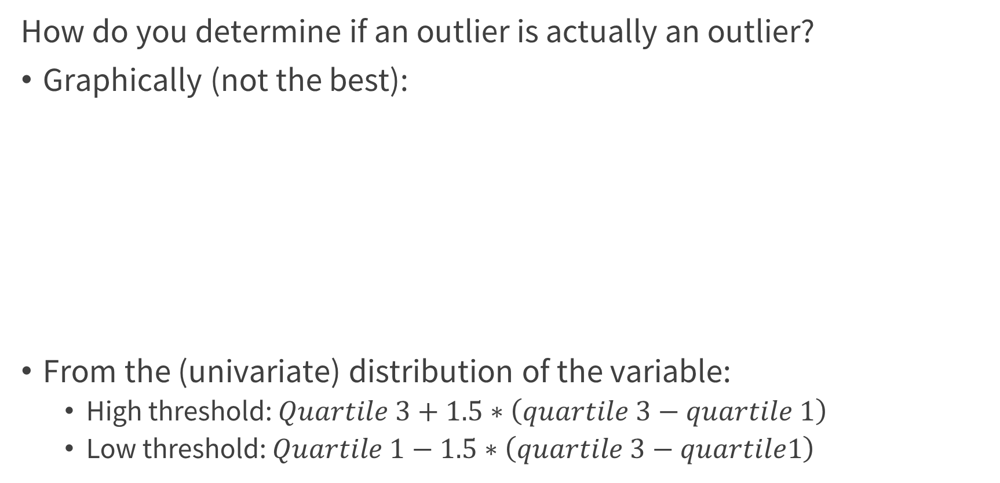 How do you determine if an outlier is actually an outlier?
• Graphically (not the best):
• From the (univariate) distribution of the variable:
• High threshold: Quartile 3 + 1.5 ∗ (quartile 3 − quartile 1)
• Low threshold: Quartile 1 − 1.5 ∗ (quartile 3 − quartile1)